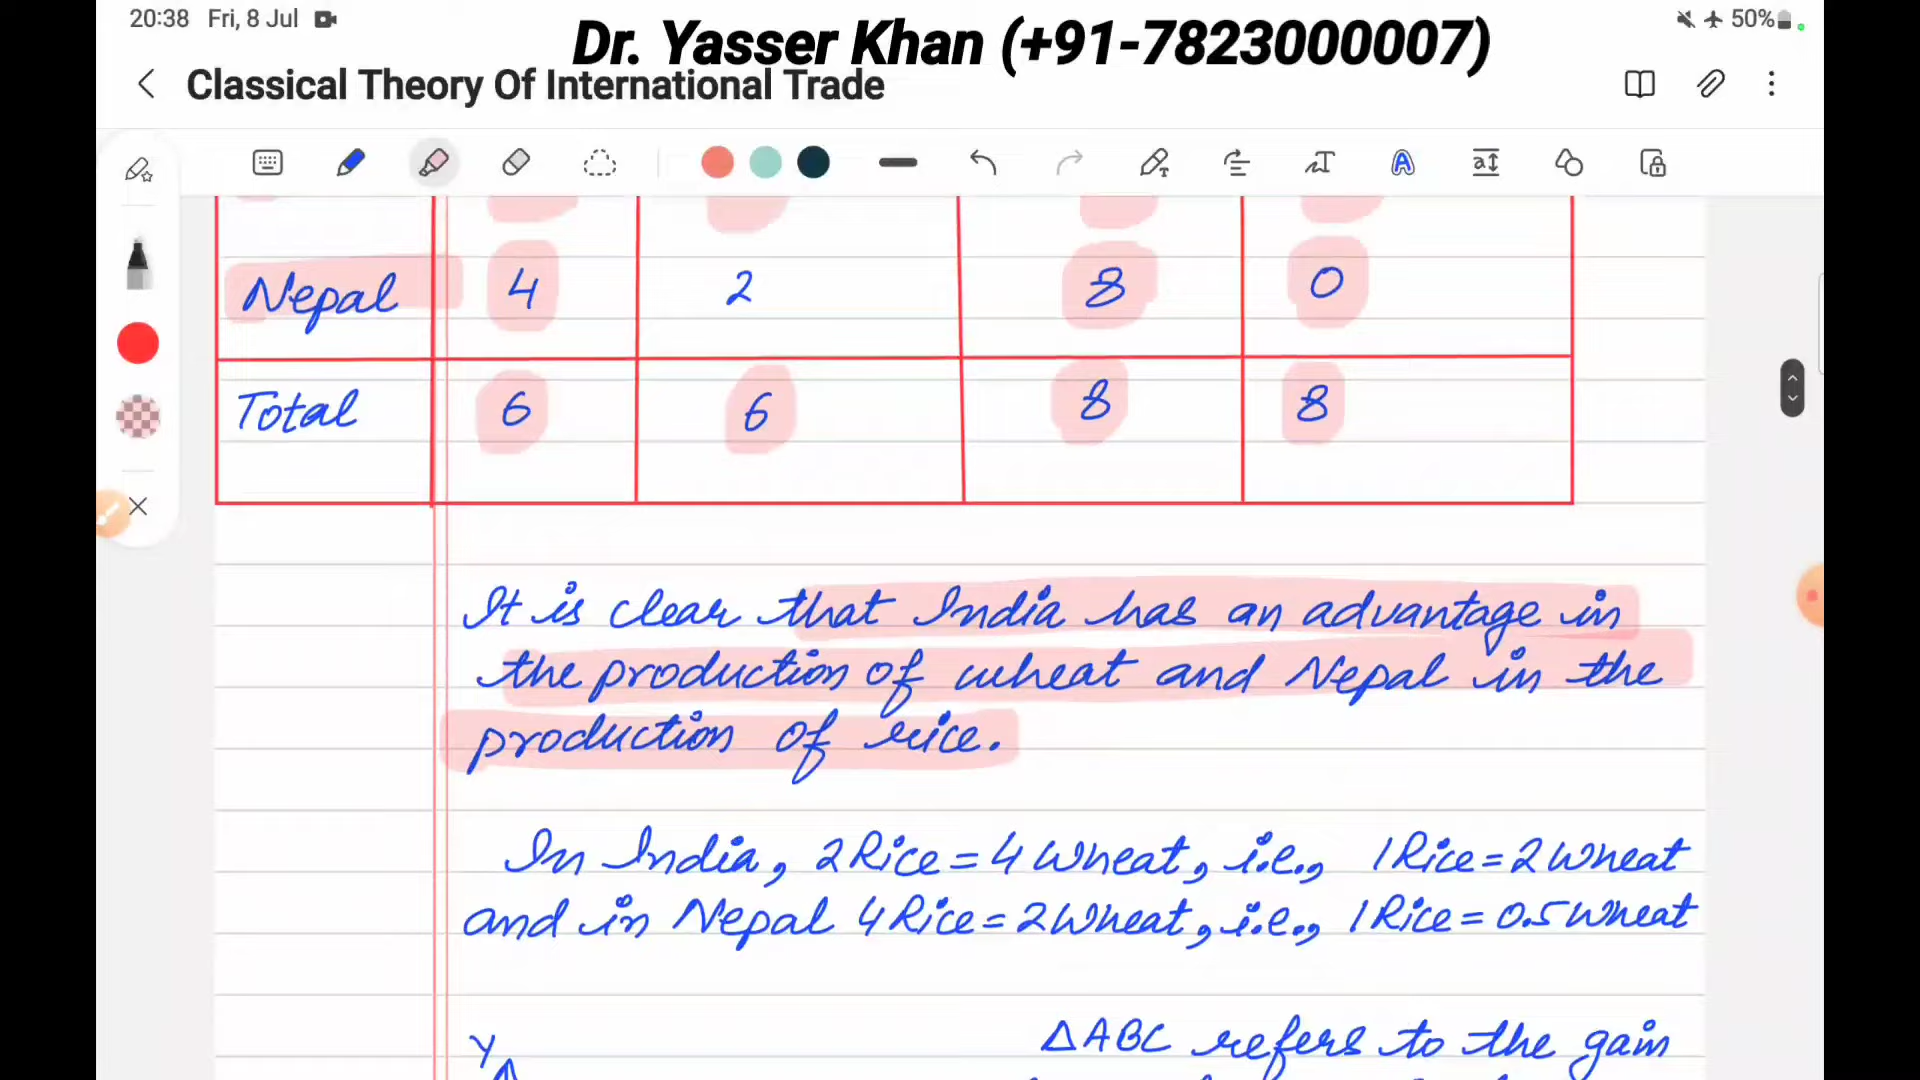 20:38 Fri, 8 Jul 50%
Dr. Yasser Khan (+91-7823000007)
Classical Theory Of International Trade
Nepal 4 2 8 0
Total 6 6 8 8
It is clear that India has an advantage in
the production of wheat and Nepal in the
production of rice.
In India, 2 Rice = 4 Wheat, i.e., 1 Rice = 2 Wheat
and in Nepal 4 Rice = 2 Wheat, i.e., 1 Rice = 0.5 Wheat
Y
ΔABC refers to the gain